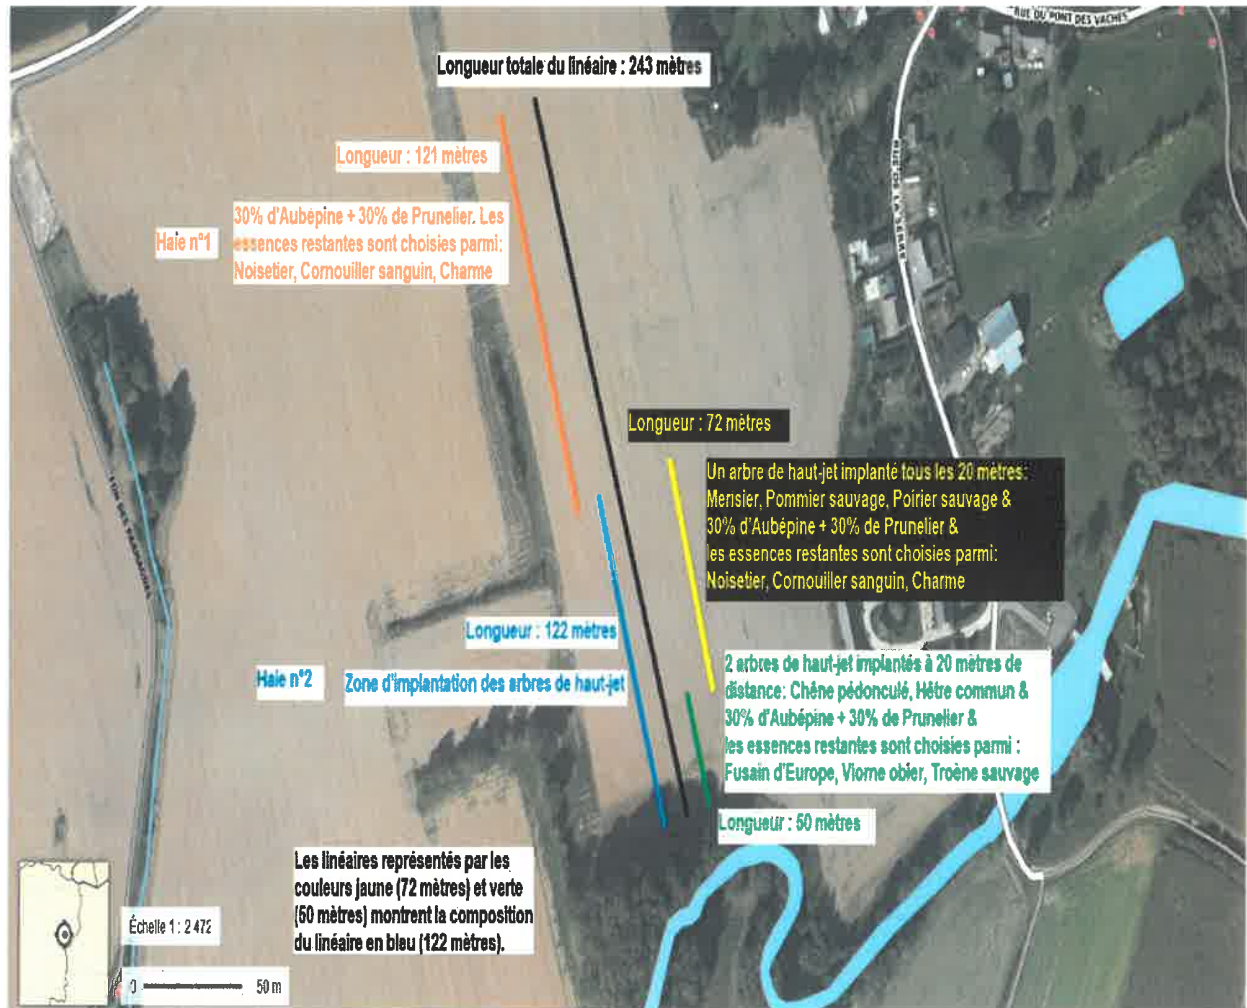 RUE DU PONT DES VACHES
Longueur totale du linéaire : 243 mètres
Longueur : 121 mètres
RUE DE LA SERRE
30% d'Aubépine + 30% de Prunelier. Les
essences restantes sont choisies parmi:
Noisetier, Cornouiller sanguin, Charme
Haie n°1
Longueur : 72 mètres
Un arbre de haut-jet implanté tous les 20 mètres:
Merisier, Pommier sauvage, Poirier sauvage &
30% d'Aubépine + 30% de Prunelier &
les essences restantes sont choisies parmi:
Noisetier, Cornouiller sanguin, Charme
Longueur : 122 mètres
Haie n°2
Zone d'implantation des arbres de haut-jet
2 arbres de haut-jet implantés à 20 mètres de
distance: Chêne pédonculé, Hêtre commun &
30% d'Aubépine + 30% de Prunelier &
les essences restantes sont choisies parmi :
Fusain d'Europe, Viorne obier, Troène sauvage
Longueur : 50 mètres
Les linéaires représentés par les
couleurs jaune (72 mètres) et verte
(50 mètres) montrent la composition
du linéaire en bleu (122 mètres).
Échelle 1 : 2 472
0 50 m